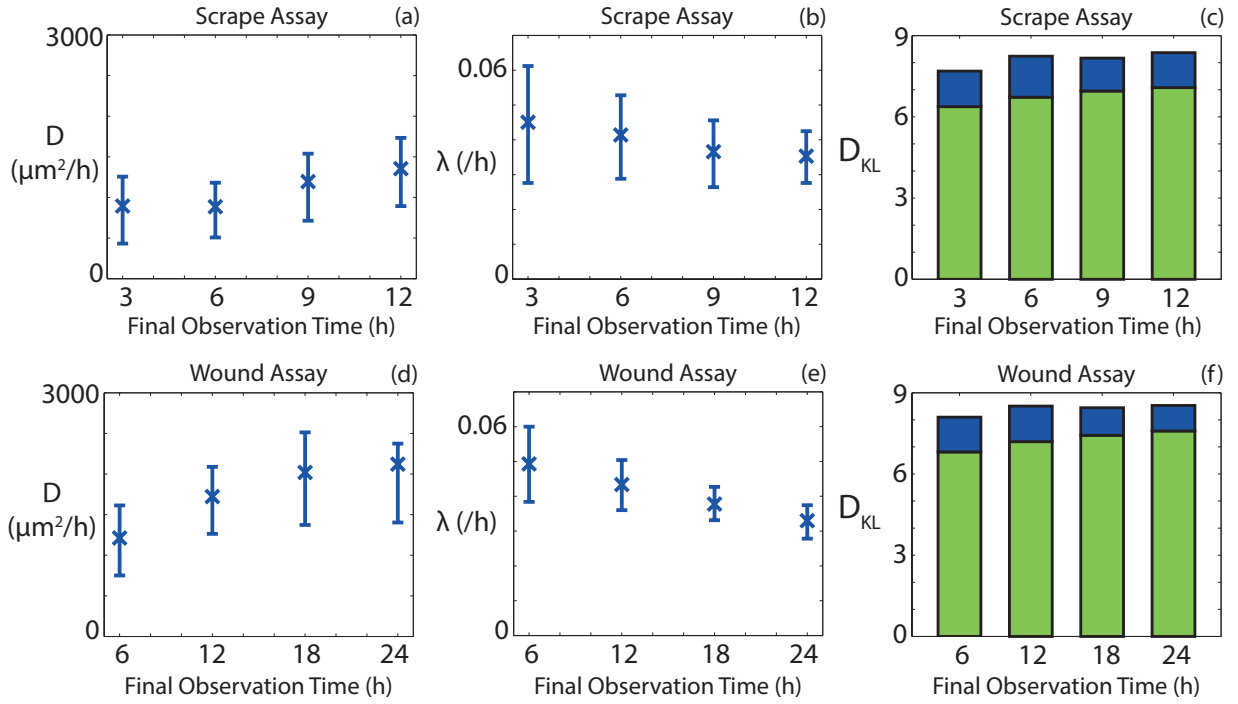 Scrape Assay (a)
3000
D
(μm²/h)
0
3 6 9 12
Final Observation Time (h)
Scrape Assay (b)
0.06
λ (/h)
0
3 6 9 12
Final Observation Time (h)
Scrape Assay (c)
9
6
D_KL
3
0
3 6 9 12
Final Observation Time (h)
Wound Assay (d)
3000
D
(μm²/h)
0
6 12 18 24
Final Observation Time (h)
Wound Assay (e)
0.06
λ (/h)
0
6 12 18 24
Final Observation Time (h)
Wound Assay (f)
9
6
D_KL
3
0
6 12 18 24
Final Observation Time (h)